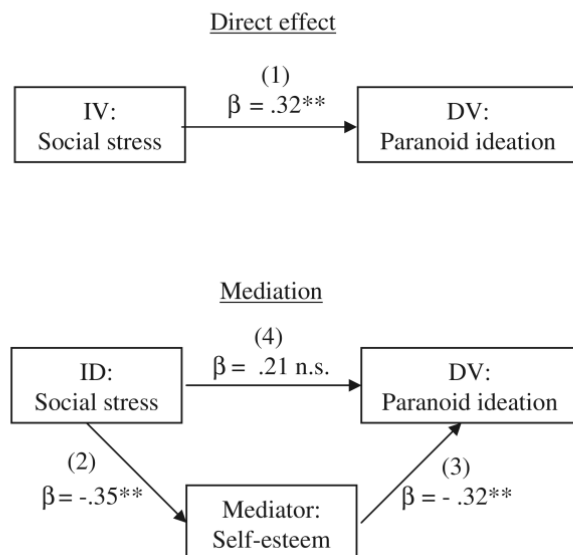 Direct effect
(1)
β = .32**
IV:
Social stress
DV:
Paranoid ideation
Mediation
(4)
β = .21 n.s.
ID:
Social stress
DV:
Paranoid ideation
(2)
β = -.35**
(3)
β = - .32**
Mediator:
Self-esteem